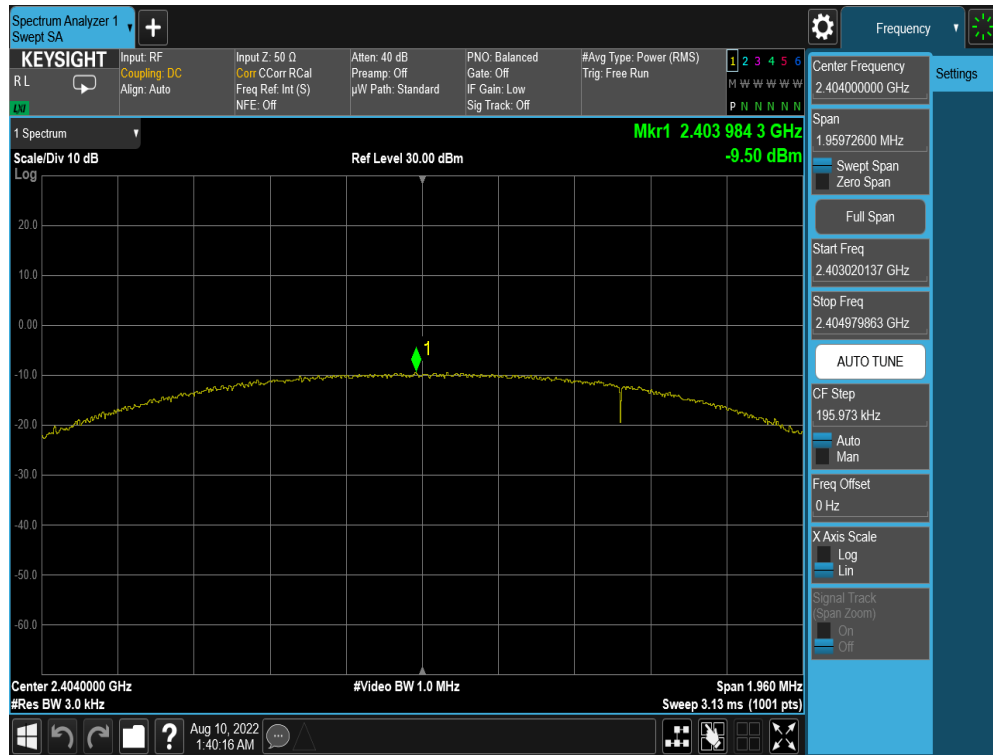 Spectrum Analyzer 1
Swept SA
+
Frequency
KEYSIGHT
R L
LXI
Input: RF
Coupling: DC
Align: Auto
Input Z: 50 Ω
Corr CCorr RCal
Freq Ref: Int (S)
NFE: Off
Atten: 40 dB
Preamp: Off
µW Path: Standard
PNO: Balanced
Gate: Off
IF Gain: Low
Sig Track: Off
#Avg Type: Power (RMS)
Trig: Free Run
1 2 3 4 5 6
M W W W W W
P N N N N N
Center Frequency
2.404000000 GHz
Settings
Span
1.95972600 MHz
Swept Span
Zero Span
Full Span
Start Freq
2.403020137 GHz
Stop Freq
2.404979863 GHz
AUTO TUNE
CF Step
195.973 kHz
Auto
Man
Freq Offset
0 Hz
X Axis Scale
Log
Lin
Signal Track
(Span Zoom)
On
Off
1 Spectrum
Scale/Div 10 dB
Log
Ref Level 30.00 dBm
Mkr1 2.403 984 3 GHz
-9.50 dBm
20.0
10.0
0.00
-10.0
-20.0
-30.0
-40.0
-50.0
-60.0
1
Center 2.4040000 GHz
#Res BW 3.0 kHz
#Video BW 1.0 MHz
Span 1.960 MHz
Sweep 3.13 ms (1001 pts)
?
Aug 10, 2022
1:40:16 AM